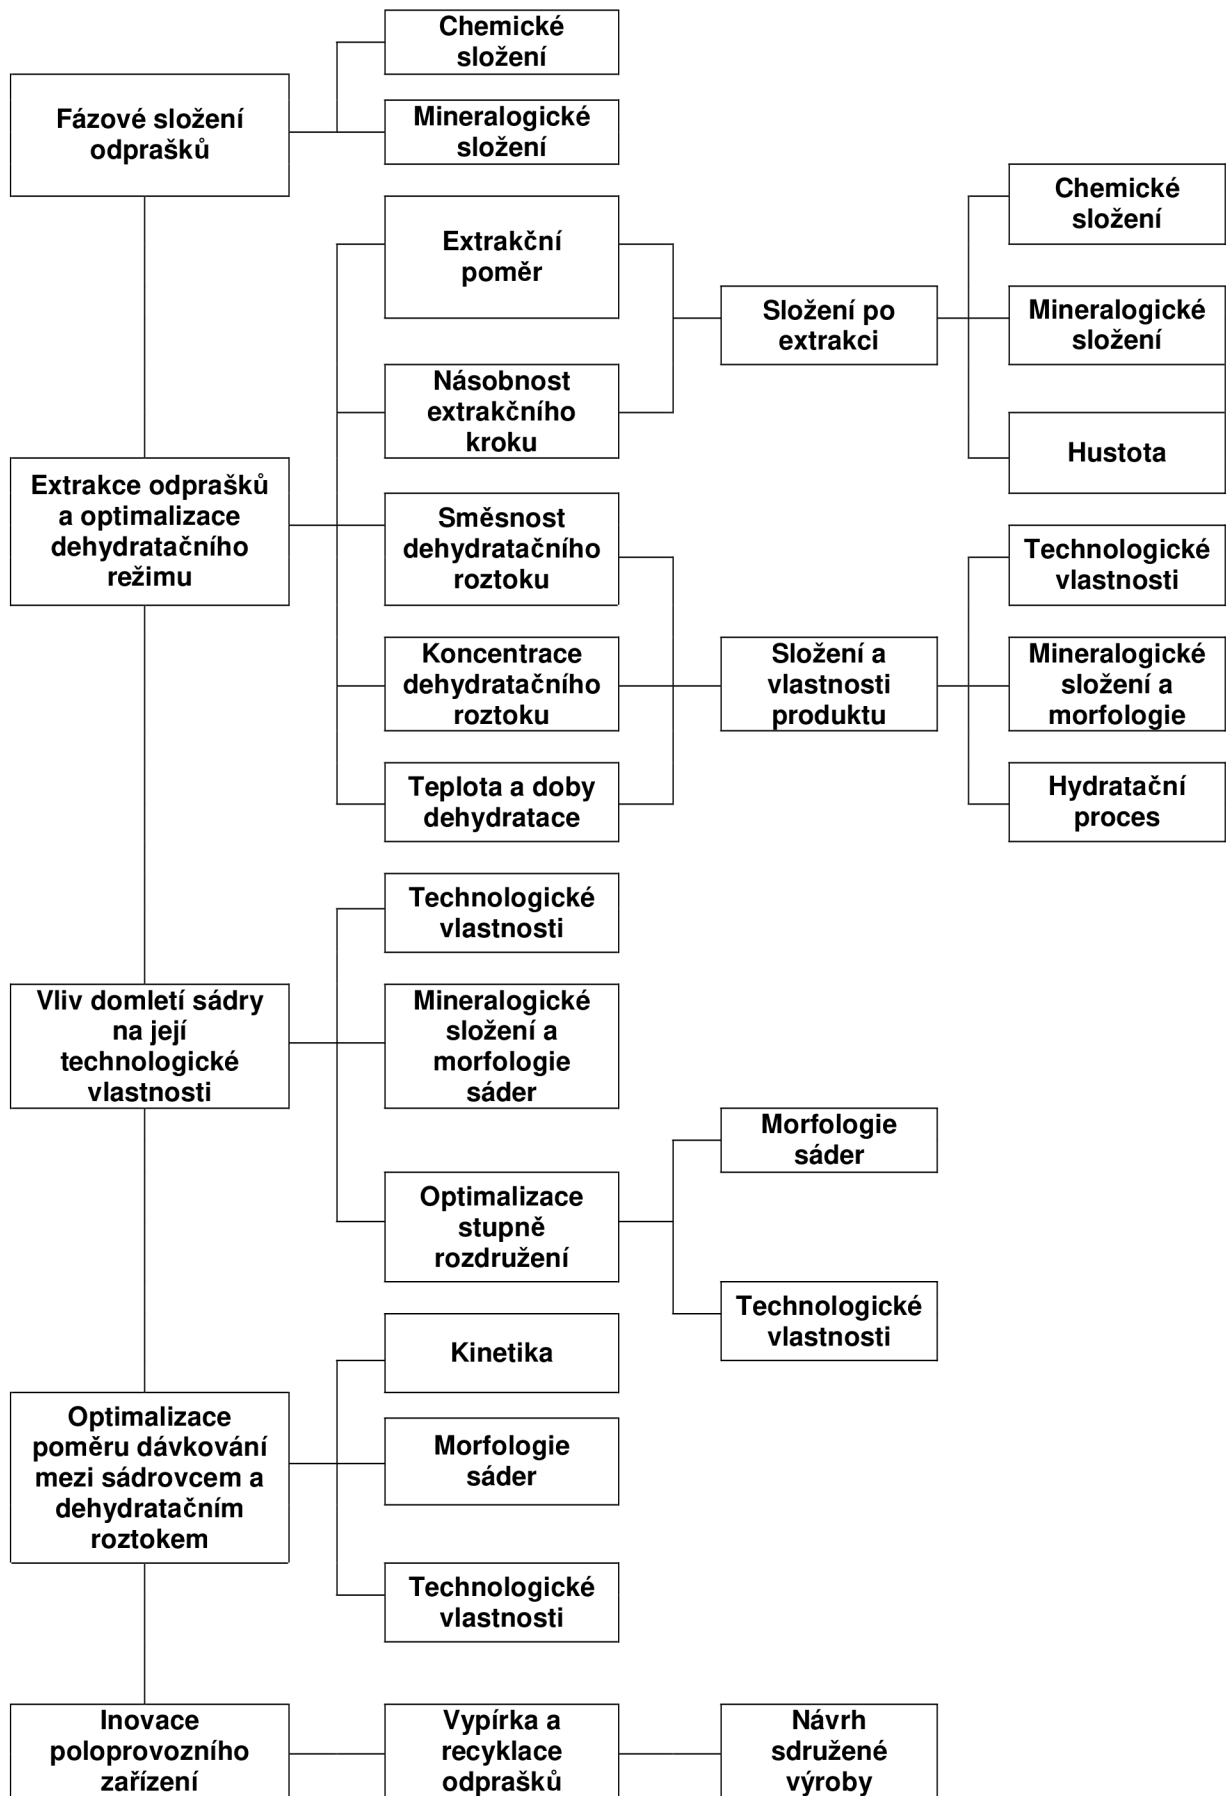 Fázové složení
odprašků
Chemické
složení
Mineralogické
složení
Extrakce odprašků
a optimalizace
dehydratačního
režimu
Extrakční
poměr
Násobnost
extrakčního
kroku
Složení po
extrakci
Chemické
složení
Mineralogické
složení
Hustota
Směsnost
dehydratačního
roztoku
Koncentrace
dehydratačního
roztoku
Teplota a doby
dehydratace
Složení a
vlastnosti
produktu
Technologické
vlastnosti
Mineralogické
složení a
morfologie
Hydratační
proces
Vliv domletí sádry
na její
technologické
vlastnosti
Technologické
vlastnosti
Mineralogické
složení a
morfologie
sáder
Optimalizace
stupně
rozdružení
Morfologie
sáder
Technologické
vlastnosti
Optimalizace
poměru dávkování
mezi sádrovcem a
dehydratačním
roztokem
Kinetika
Morfologie
sáder
Technologické
vlastnosti
Inovace
poloprovozního
zařízení
Vypírka a
recyklace
odprašků
Návrh
sdružené
výroby